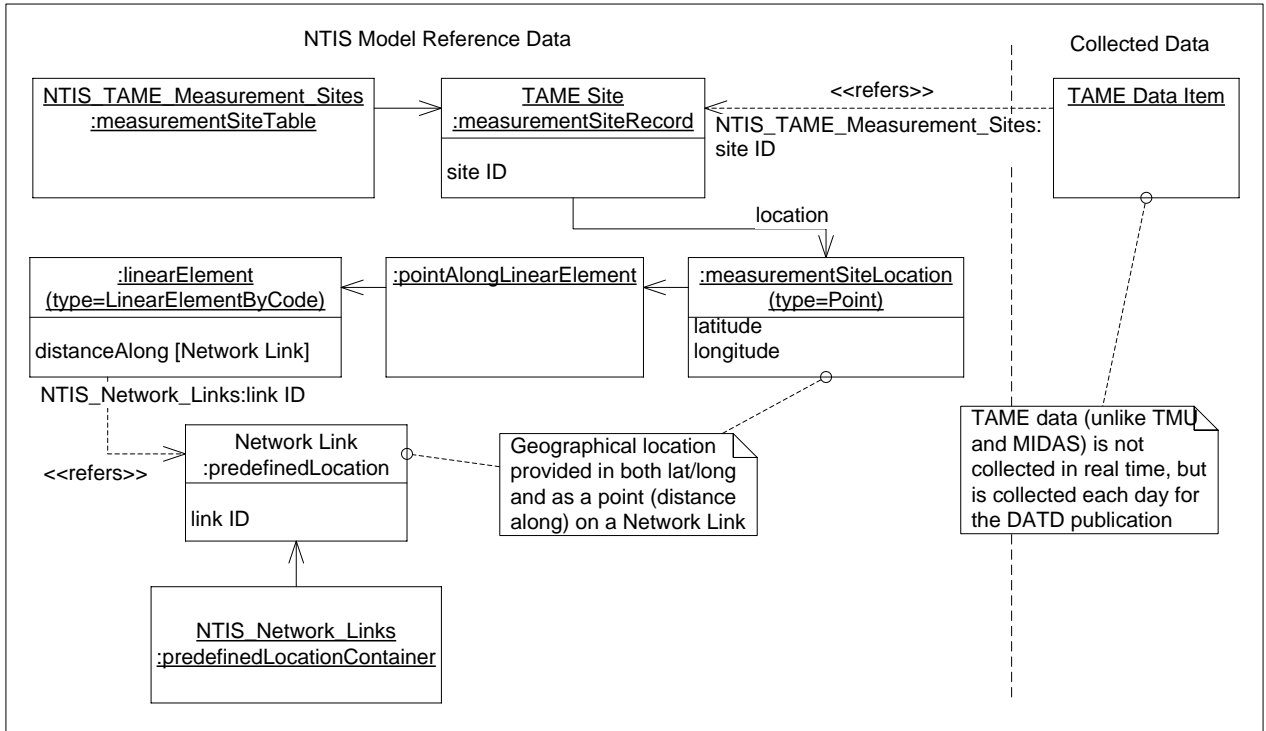 NTIS Model Reference Data
Collected Data
NTIS_TAME_Measurement_Sites
:measurementSiteTable
TAME Site
:measurementSiteRecord
site ID
<<refers>>
NTIS_TAME_Measurement_Sites:
site ID
TAME Data Item
location
:linearElement
(type=LinearElementByCode)
distanceAlong [Network Link]
:pointAlongLinearElement
:measurementSiteLocation
(type=Point)
latitude
longitude
NTIS_Network_Links:link ID
<<refers>>
Network Link
:predefinedLocation
link ID
Geographical location
provided in both lat/long
and as a point (distance
along) on a Network Link
TAME data (unlike TMU
and MIDAS) is not
collected in real time, but
is collected each day for
the DATD publication
NTIS_Network_Links
:predefinedLocationContainer